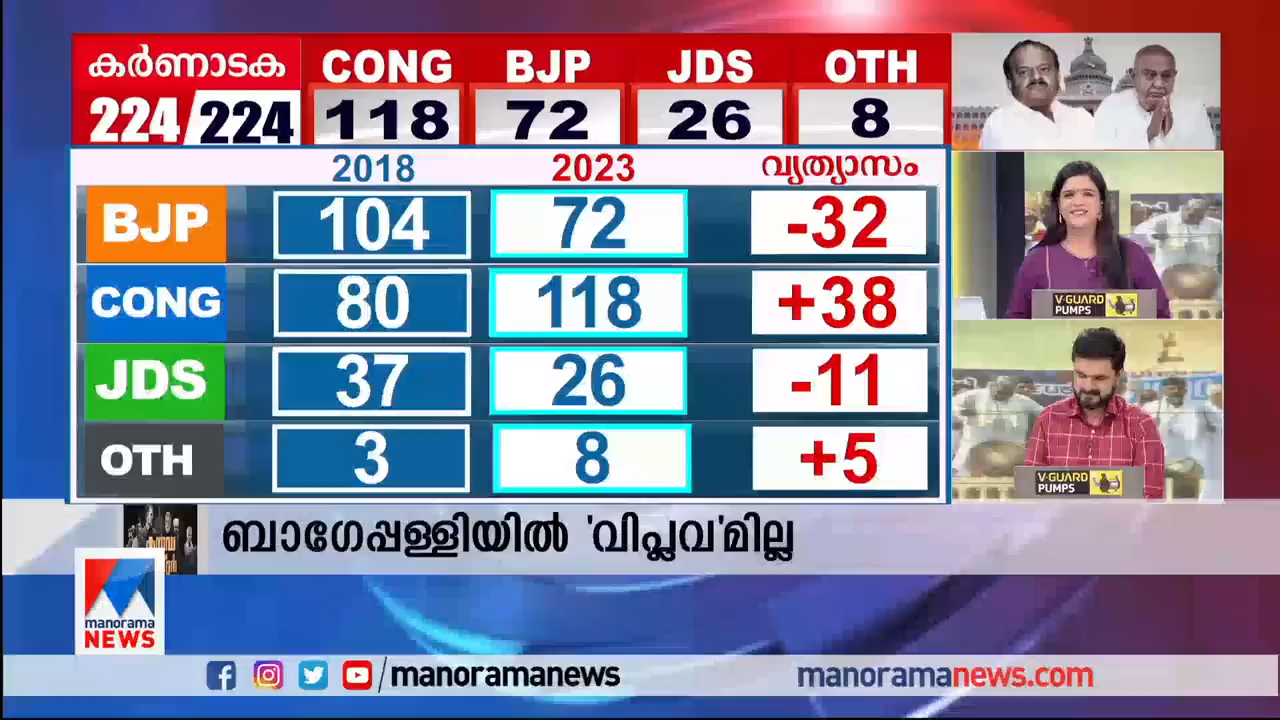 കർണാടക CONG BJP JDS OTH
224/224 118 72 26 8
2018 2023 വ്യത്യാസം
BJP 104 72 -32
CONG 80 118 +38
JDS 37 26 -11
OTH 3 8 +5
V-GUARD
PUMPS
V-GUARD
PUMPS
ബാഗേപ്പള്ളിയിൽ 'വിപ്ലവ'മില്ല
manorama
NEWS
manoramanews manoramanews.com